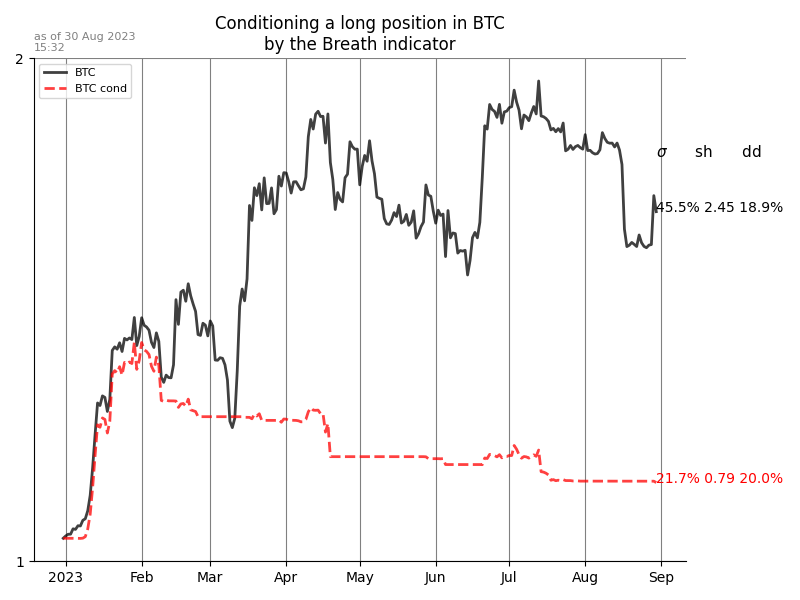 Conditioning a long position in BTC
by the Breath indicator
as of 30 Aug 2023
15:32
2
BTC
BTC cond
σ sh dd
45.5% 2.45 18.9%
21.7% 0.79 20.0%
1
2023 Feb Mar Apr May Jun Jul Aug Sep